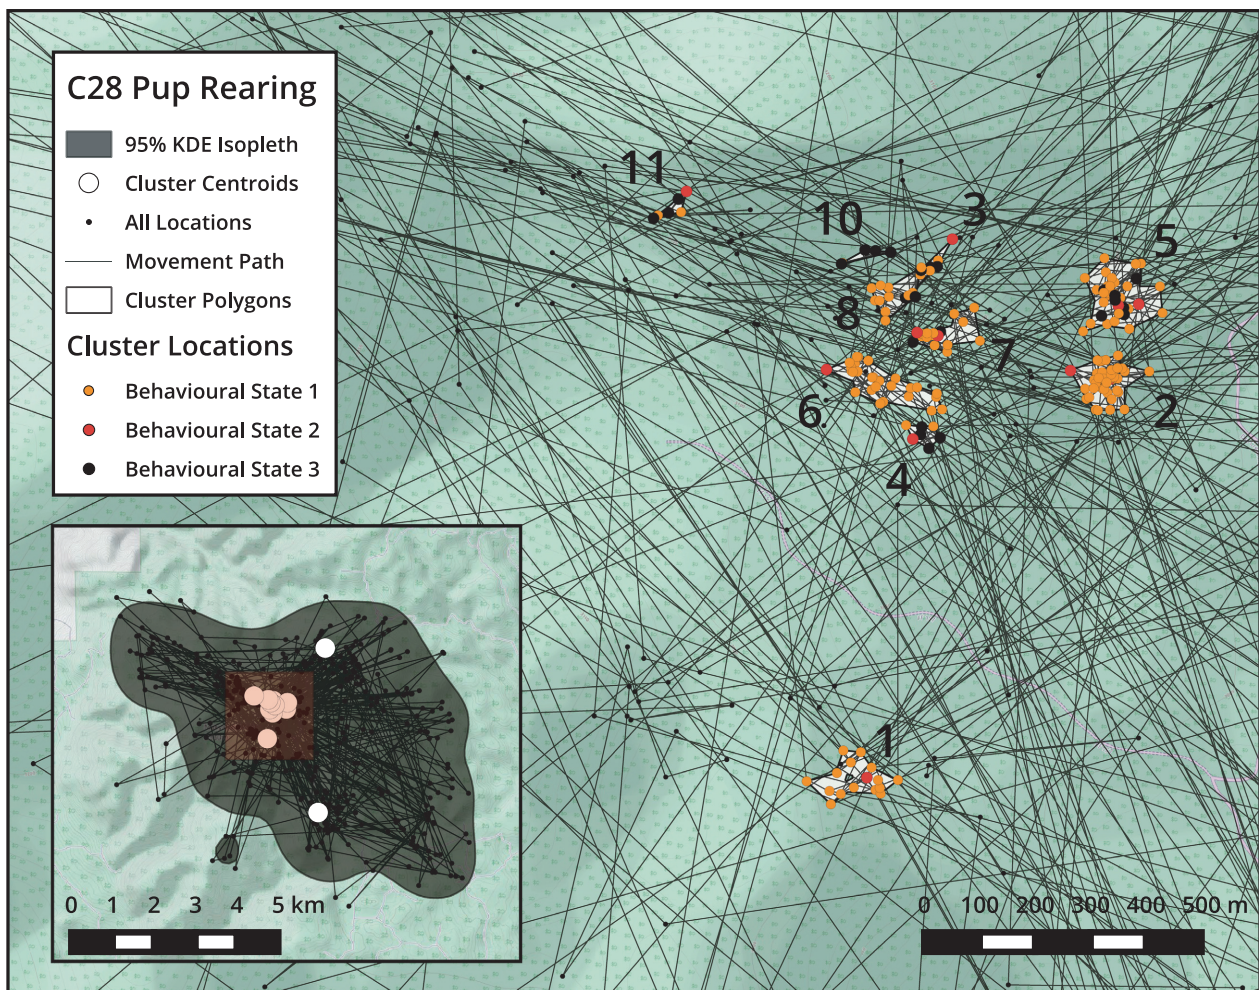 C28 Pup Rearing
95% KDE Isopleth
Cluster Centroids
All Locations
Movement Path
Cluster Polygons
Cluster Locations
Behavioural State 1
Behavioural State 2
Behavioural State 3
11
10
3
5
8
7
6
2
4
1
0 1 2 3 4 5 km
0 100 200 300 400 500 m